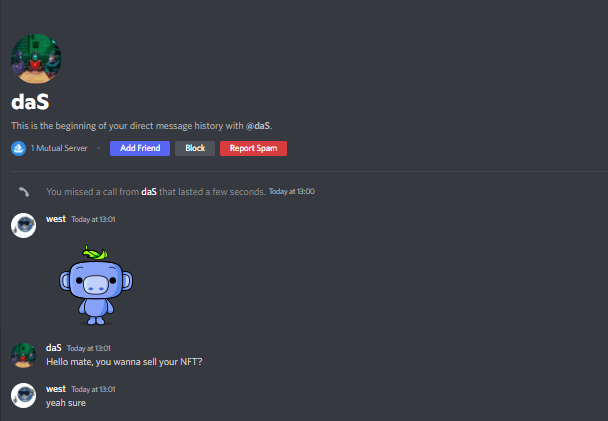 daS
This is the beginning of your direct message history with @daS.
1 Mutual Server
Add Friend
Block
Report Spam
You missed a call from daS that lasted a few seconds. Today at 13:00
west Today at 13:01
daS Today at 13:01
Hello mate, you wanna sell your NFT?
west Today at 13:01
yeah sure